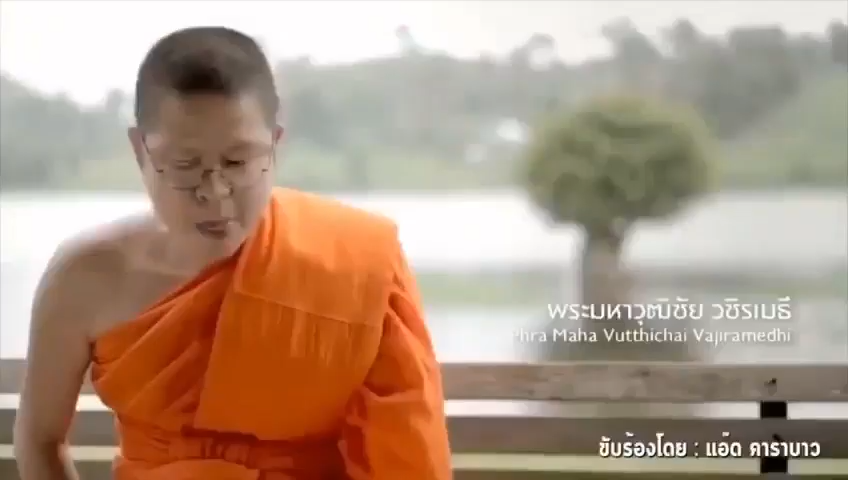 พระมหาวุฒิชัย วชิรเมธี
Phra Maha Vutthichai Vajiramedhi
ขับร้องโดย : แอ๊ด คาราบาว